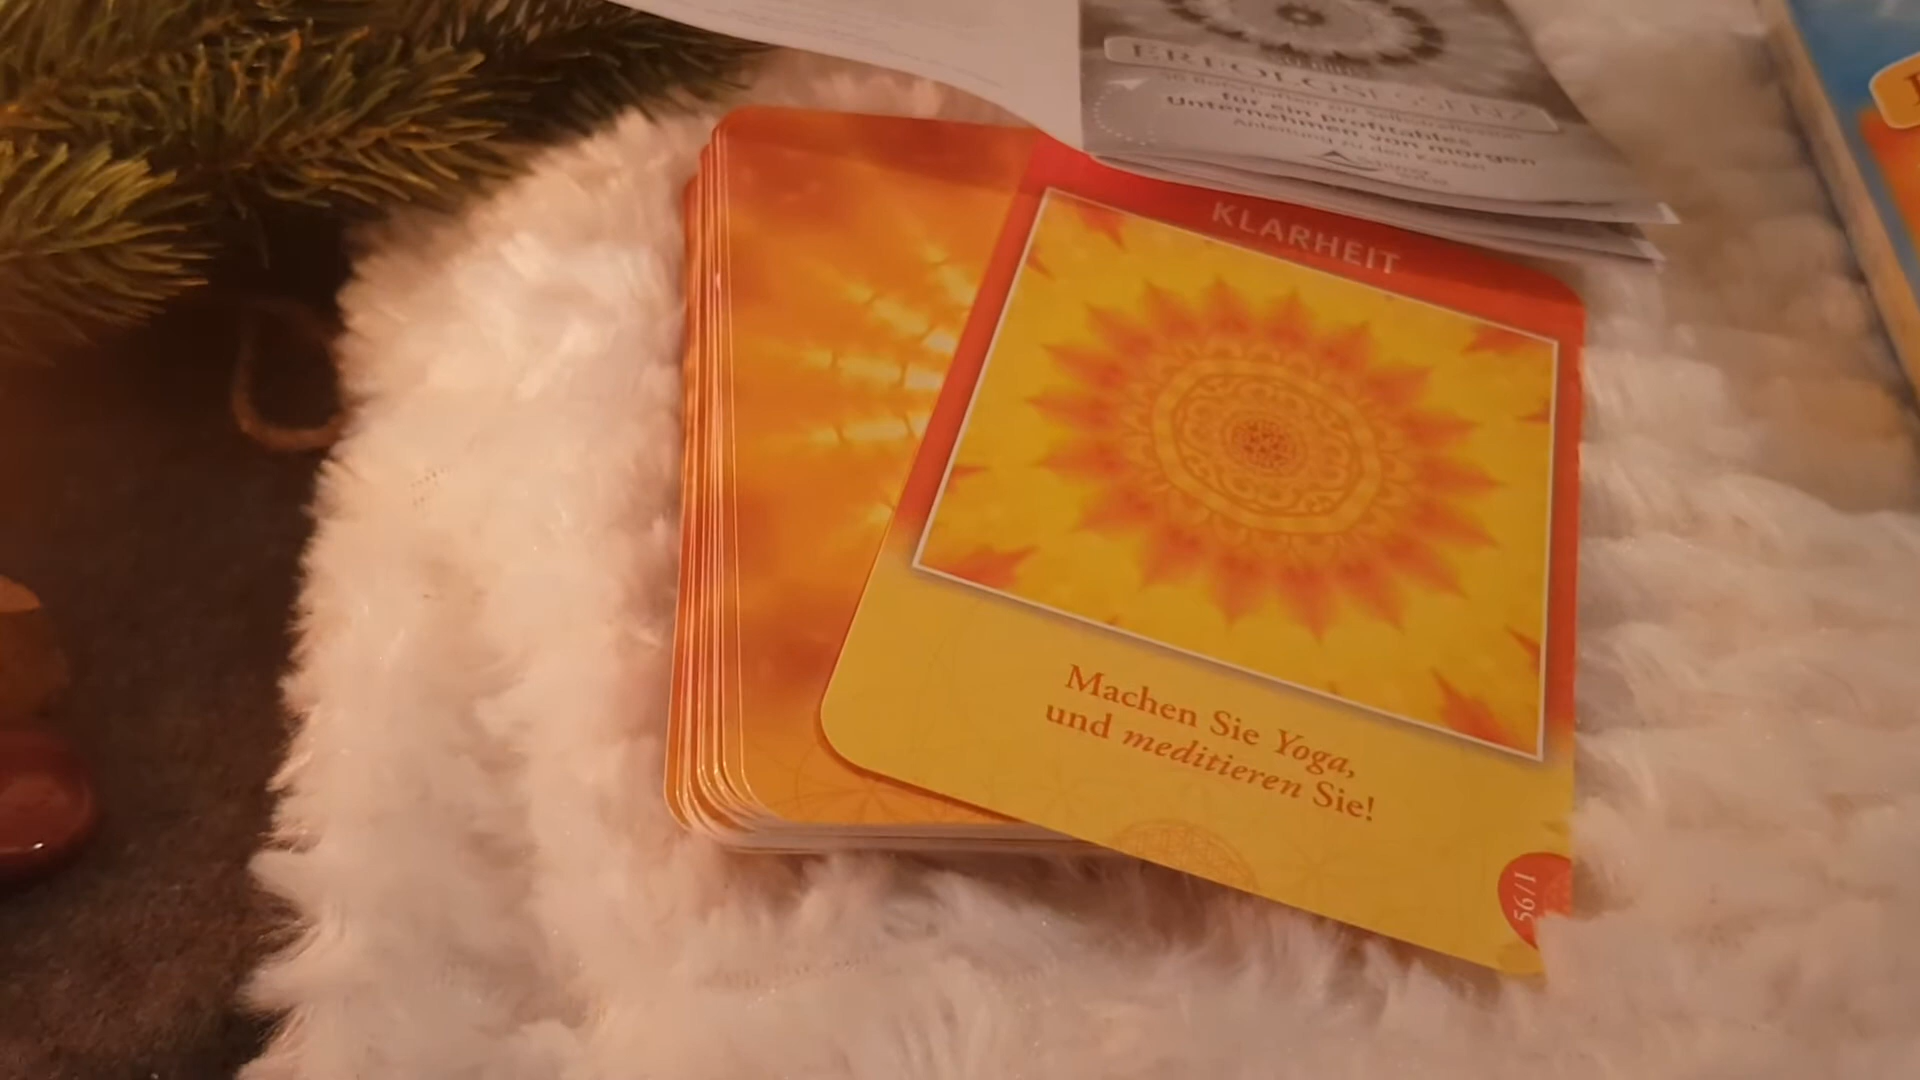 ERFOLGSEGGENZ
für ein profitables
Unternehmen von morgen
Anleitung zu den Karten
KLARHEIT
Machen Sie Yoga,
und meditieren Sie!
56/1